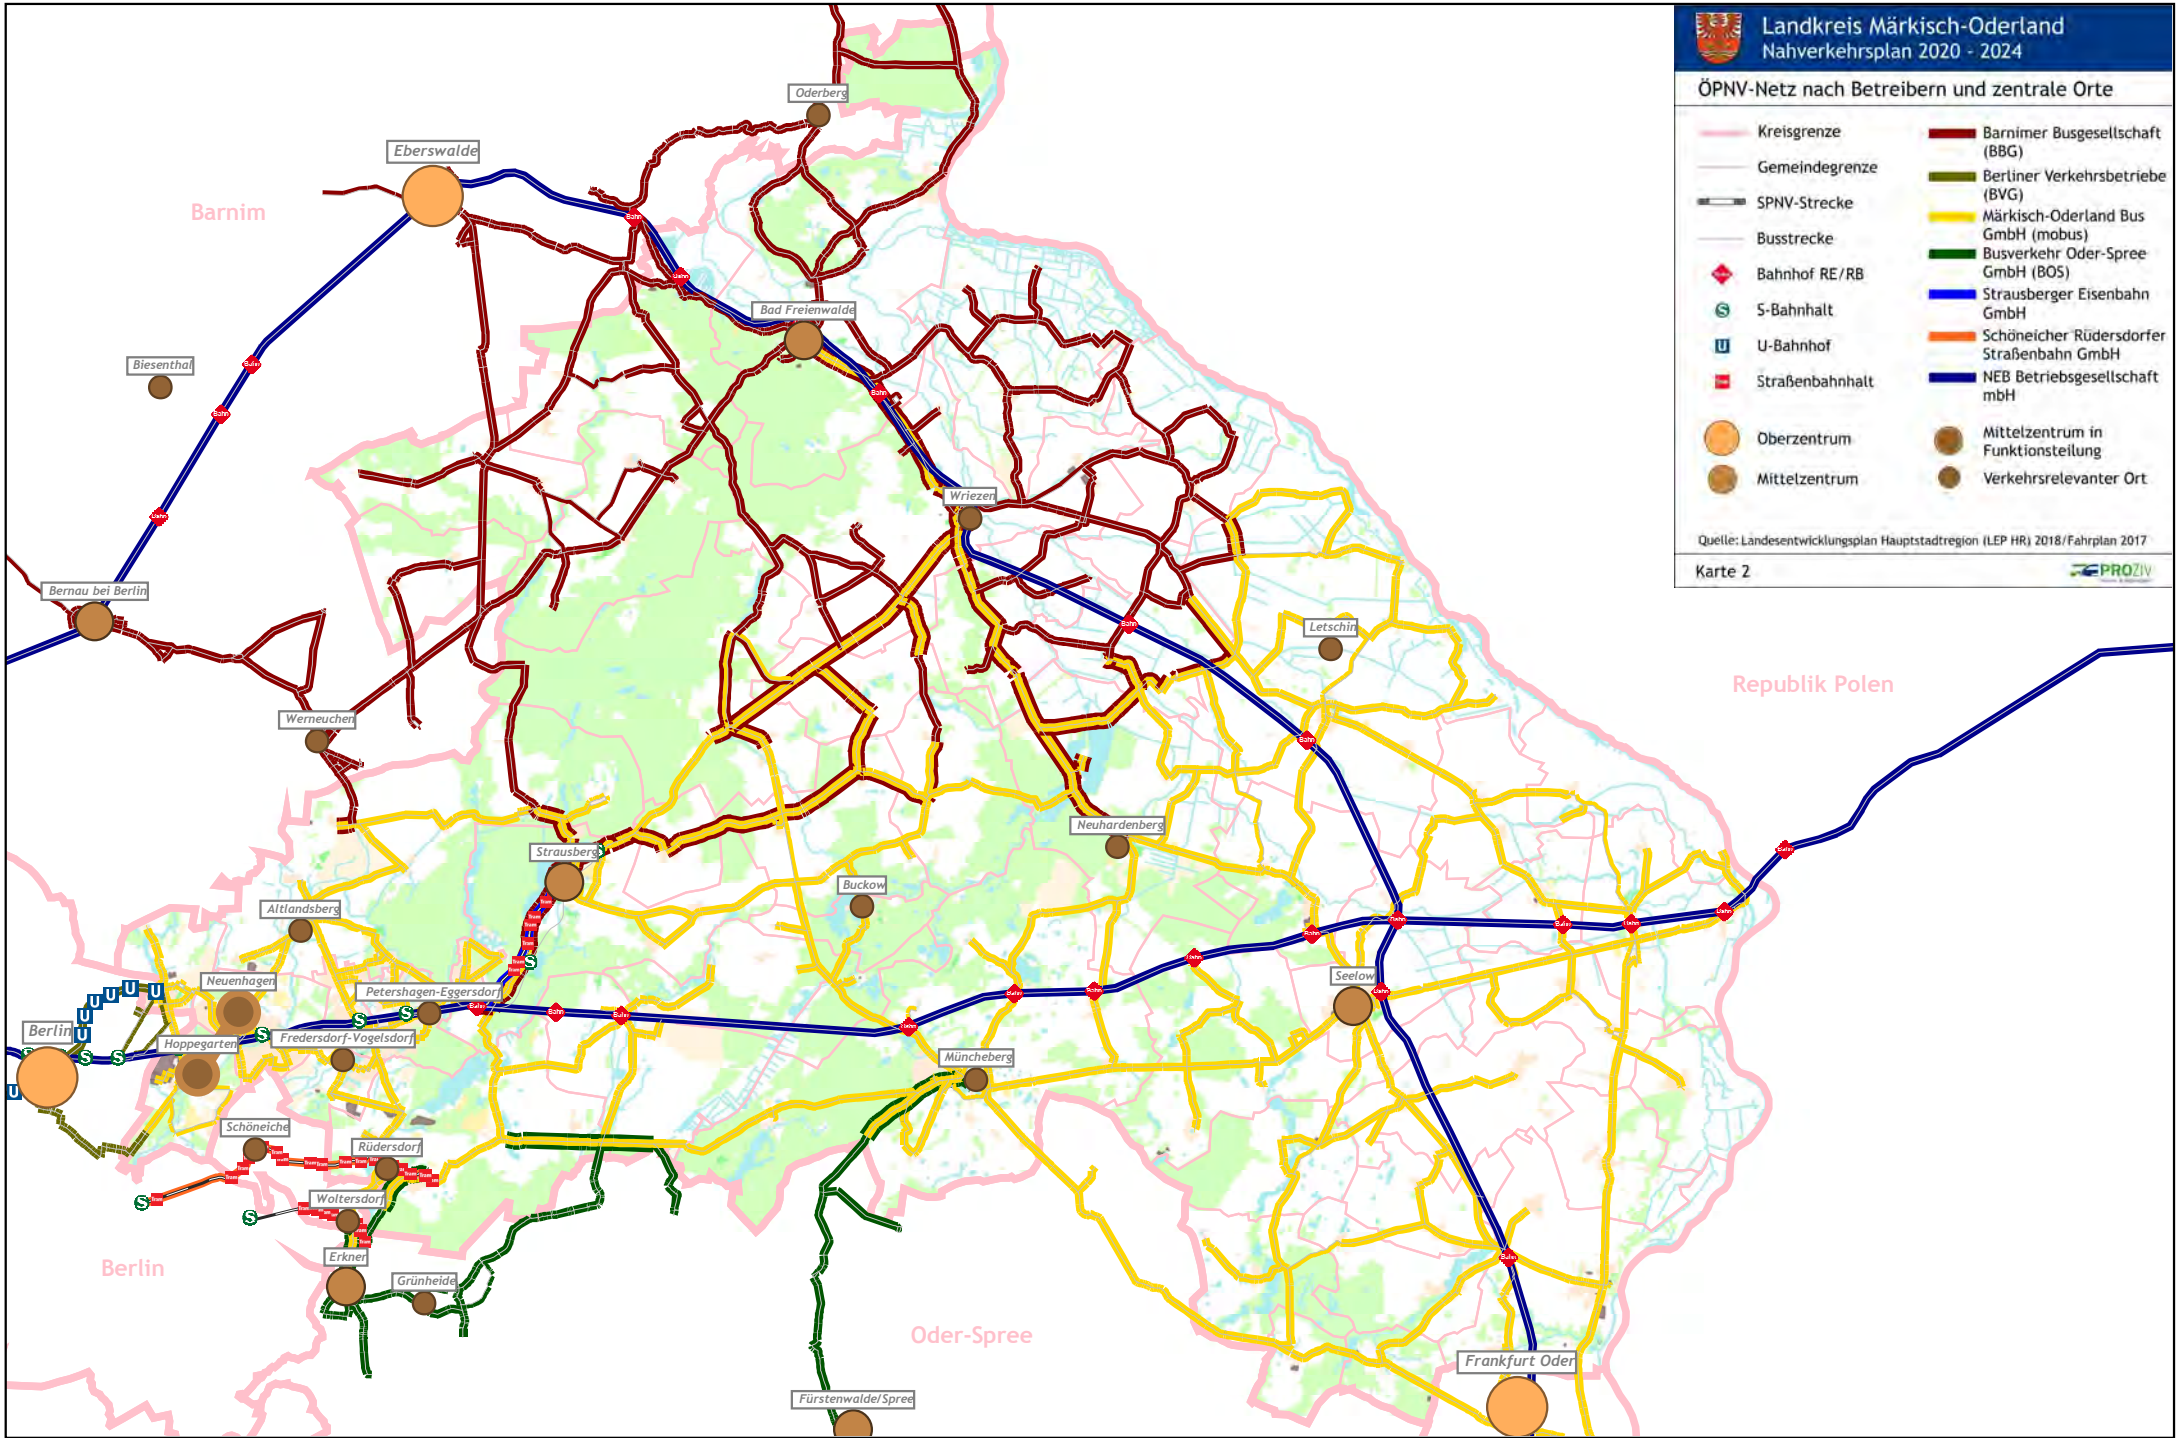 Landkreis Märkisch-Oderland
Nahverkehrsplan 2020 - 2024
ÖPNV-Netz nach Betreibern und zentrale Orte
Kreisgrenze
Gemeindegrenze
SPNV-Strecke
Busstrecke
Bahnhof RE/RB
S
S-Bahnhalt
U
U-Bahnhof
Straßenbahnhalt
Oberzentrum
Mittelzentrum
Barnimer Busgesellschaft
(BBG)
Berliner Verkehrsbetriebe
(BVG)
Märkisch-Oderland Bus
GmbH (mobus)
Busverkehr Oder-Spree
GmbH (BOS)
Strausberger Eisenbahn
GmbH
Schöneicher Rüdersdorfer
Straßenbahn GmbH
NEB Betriebsgesellschaft
mbH
Mittelzentrum in
Funktionsteilung
Verkehrsrelevanter Ort
Quelle: Landesentwicklungsplan Hauptstadtregion (LEP HR) 2018/Fahrplan 2017
Karte 2
PROZIV
Oderberg
Eberswalde
Barnim
Bad Freienwalde
Biesenthal
Wriezen
Bernau bei Berlin
Letschin
Republik Polen
Werneuchen
Neuhardenberg
Strausberg
Buckow
Altlandsberg
Neuenhagen
Petershagen-Eggersdorf
Seelow
Berlin
Hoppegarten
Fredersdorf-Vogelsdorf
Müncheberg
Schöneiche
Rüdersdorf
Woltersdorf
Erkner
Berlin
Grünheide
Oder-Spree
Frankfurt Oder
Fürstenwalde/Spree